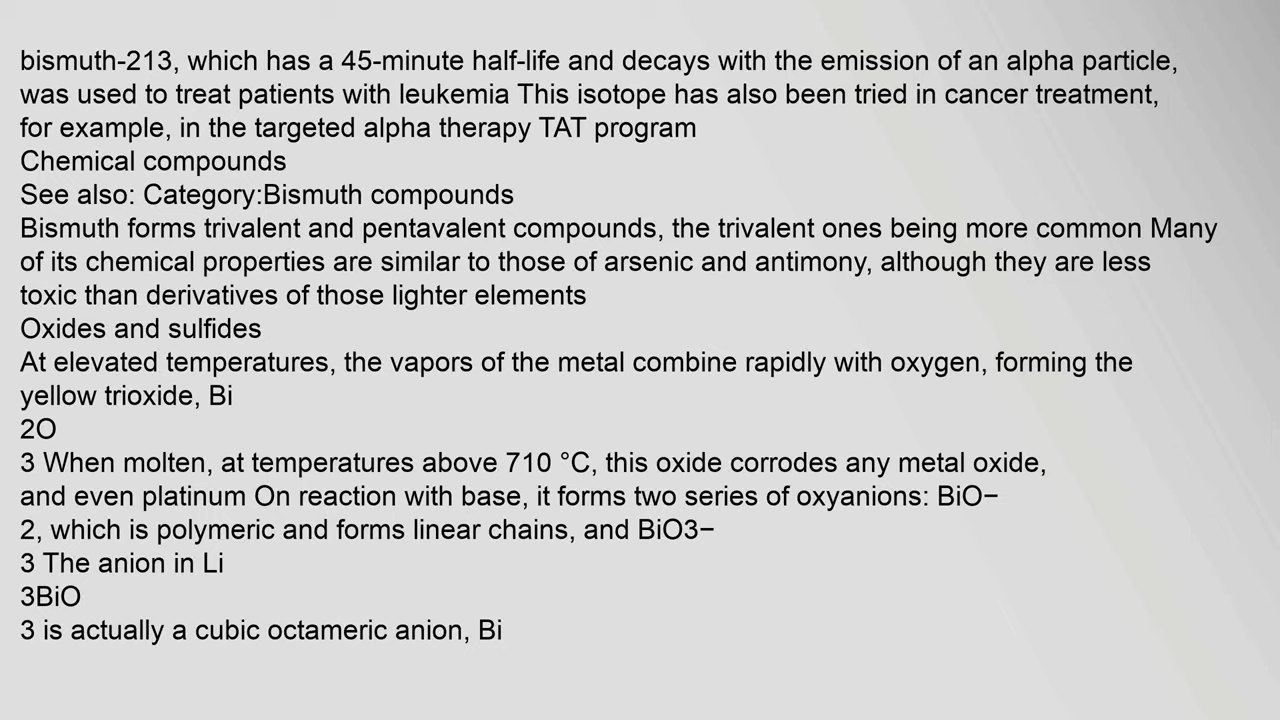 bismuth-213, which has a 45-minute half-life and decays with the emission of an alpha particle,
was used to treat patients with leukemia This isotope has also been tried in cancer treatment,
for example, in the targeted alpha therapy TAT program
Chemical compounds
See also: Category:Bismuth compounds
Bismuth forms trivalent and pentavalent compounds, the trivalent ones being more common Many
of its chemical properties are similar to those of arsenic and antimony, although they are less
toxic than derivatives of those lighter elements
Oxides and sulfides
At elevated temperatures, the vapors of the metal combine rapidly with oxygen, forming the
yellow trioxide, Bi
2O
3 When molten, at temperatures above 710 °C, this oxide corrodes any metal oxide,
and even platinum On reaction with base, it forms two series of oxyanions: BiO−
2, which is polymeric and forms linear chains, and BiO3−
3 The anion in Li
3BiO
3 is actually a cubic octameric anion, Bi